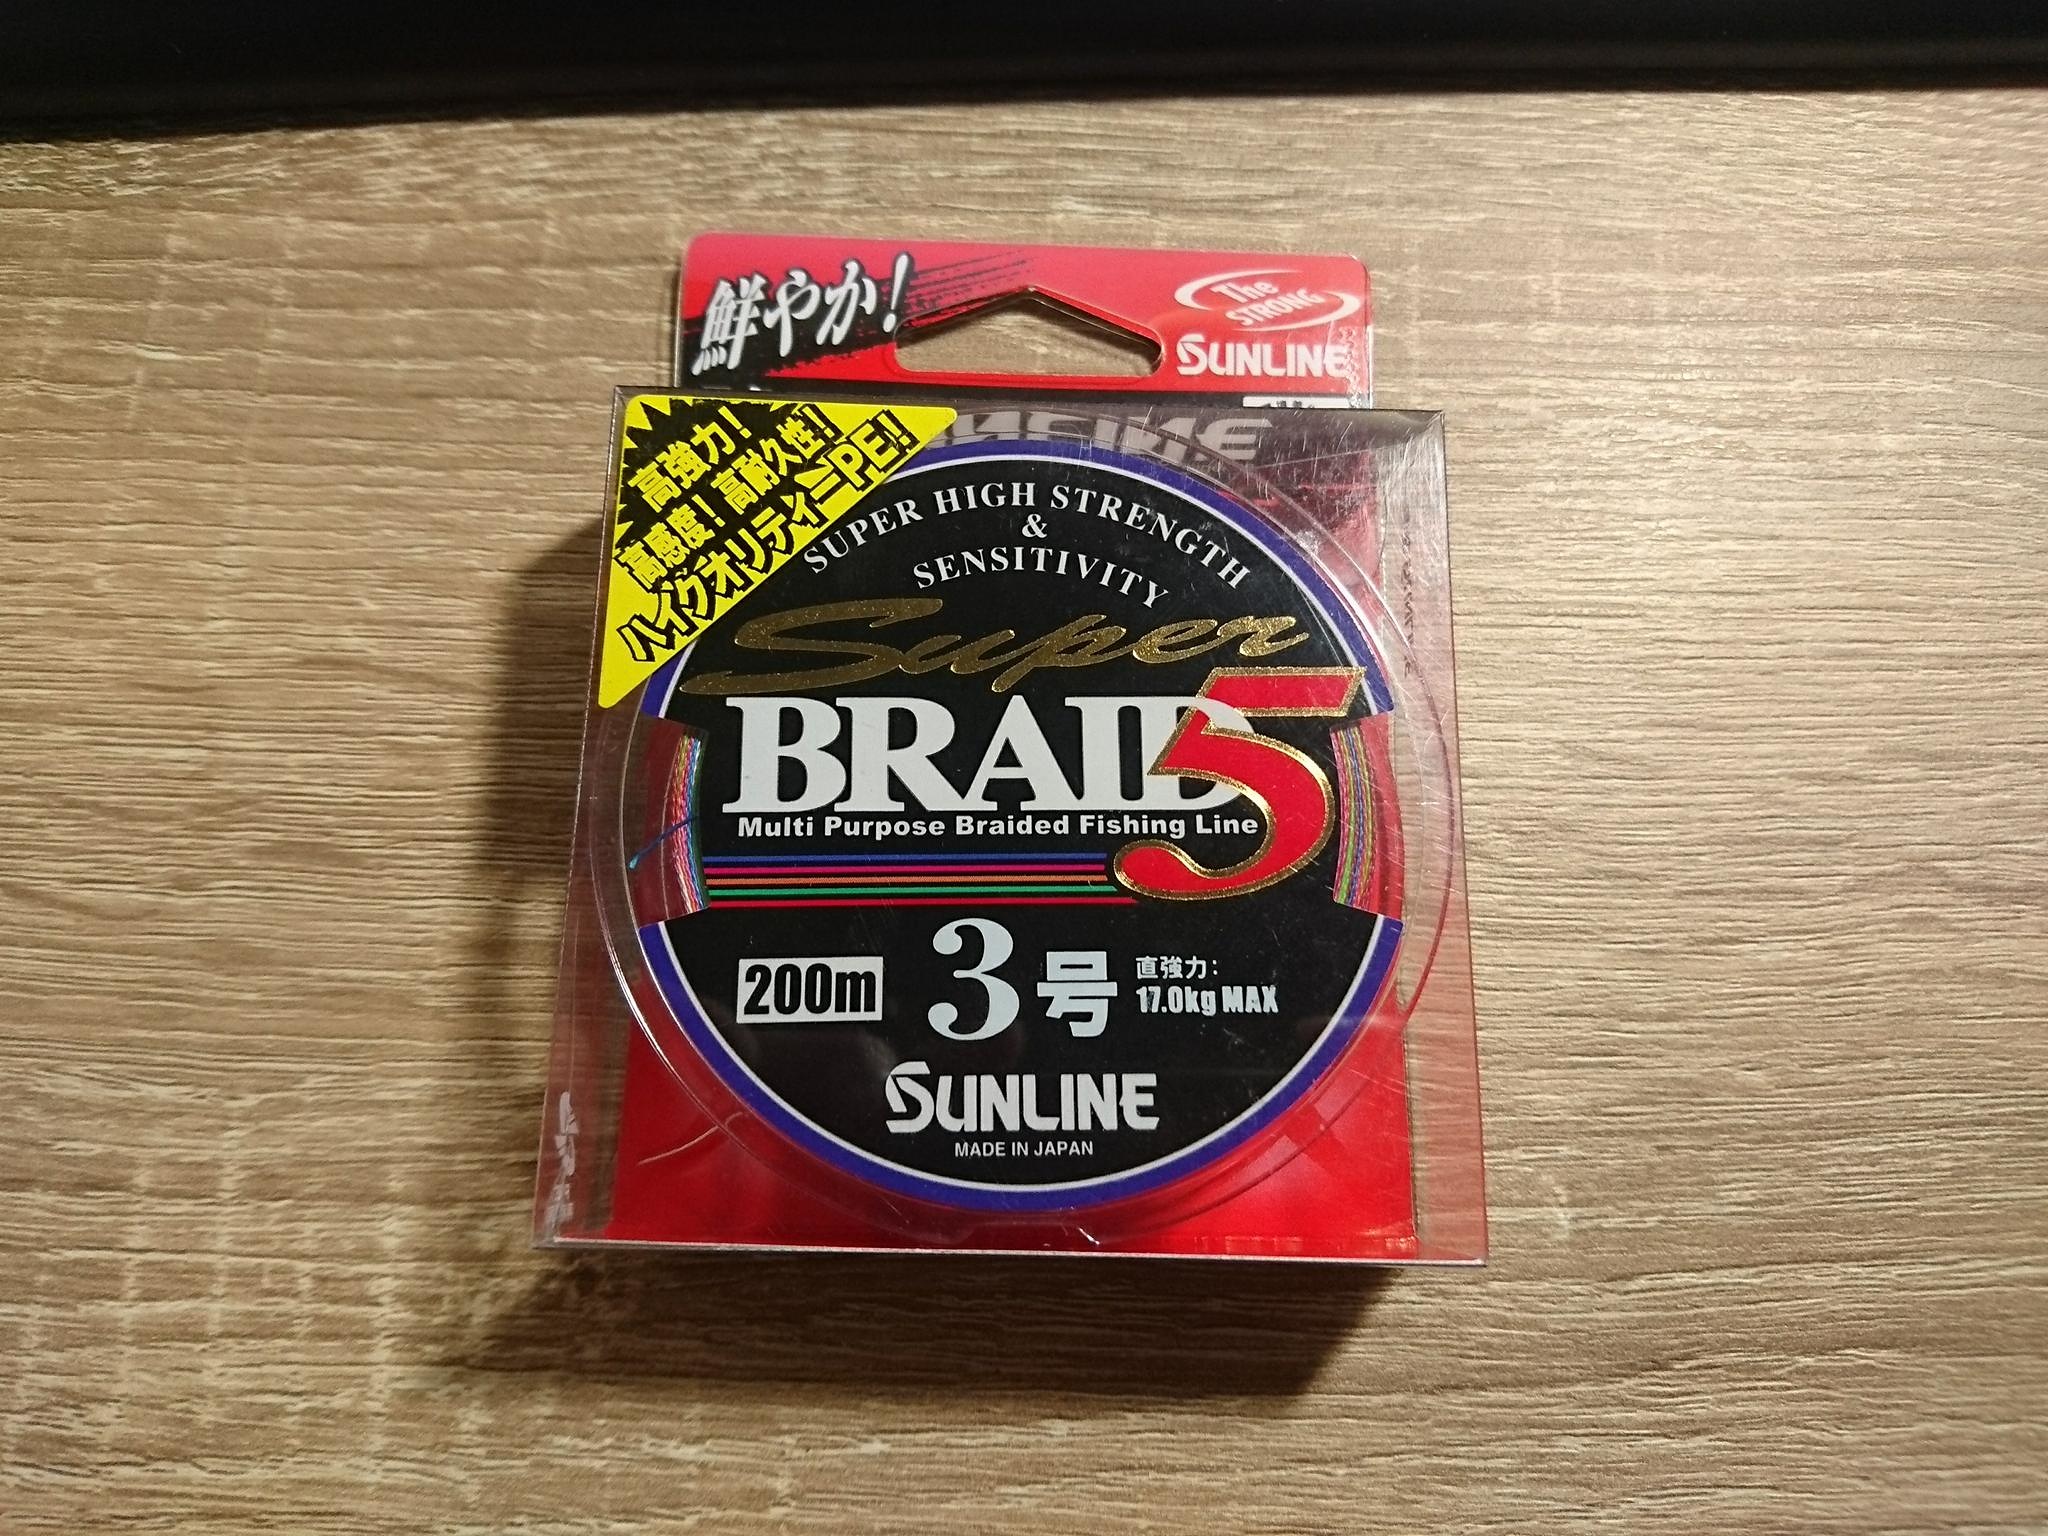 鮮やか!
The
STRONG
SUNLINE
高強力!
高感度!高耐久性!
ハイクオリティーPE!
SUPER HIGH STRENGTH
&
SENSITIVITY
Super
BRAID 5
Multi Purpose Braided Fishing Line
200m
3号
直強力:
17.0kg MAX
SUNLINE
MADE IN JAPAN